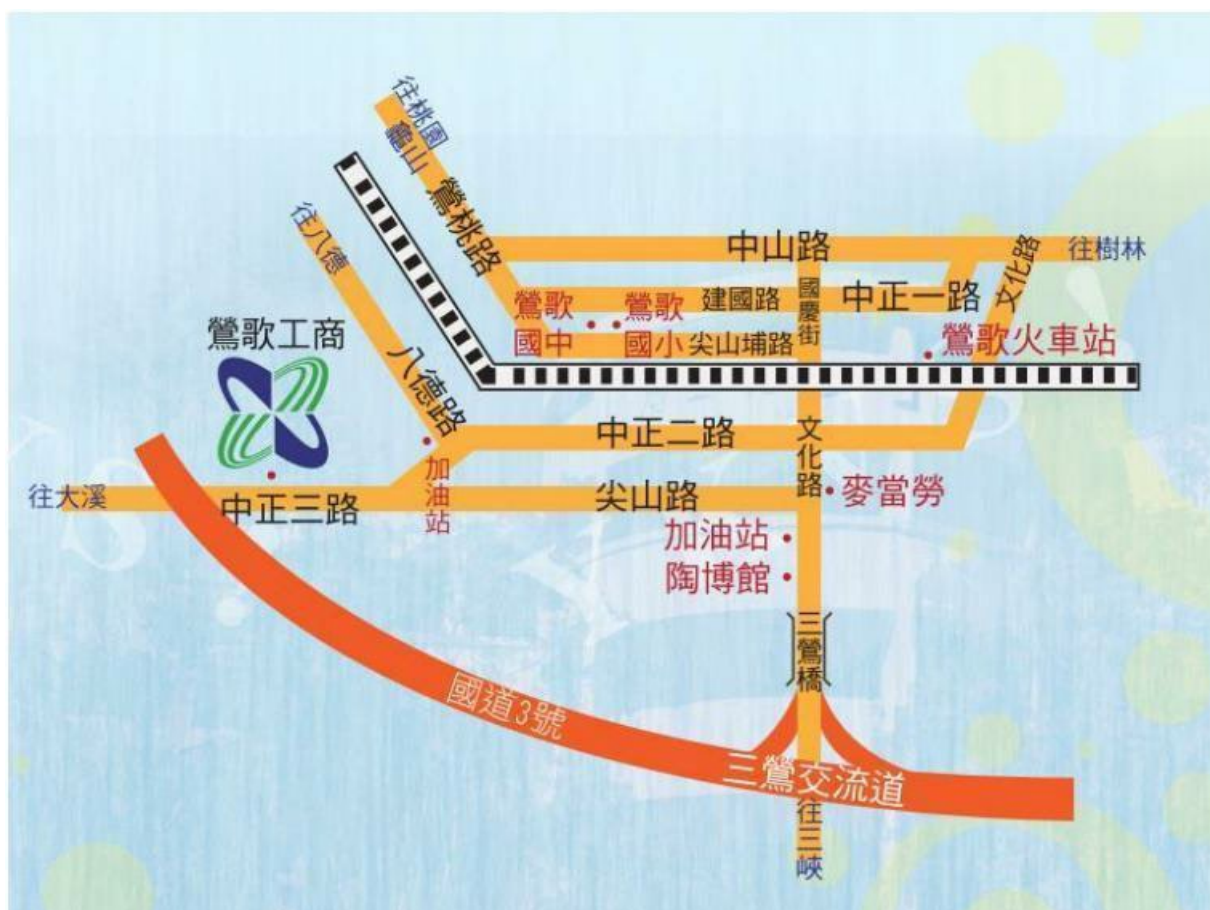 往桃園
龜山
鶯桃路
往八德
中山路
文化路
往樹林
鶯歌
國中
鶯歌
國小
建國路
國慶街
中正一路
尖山埔路
鶯歌火車站
鶯歌工商
八德路
中正二路
文化路
加油站
往大溪
中正三路
尖山路
麥當勞
加油站
陶博館
三鶯橋
國道3號
三鶯交流道
往三峽